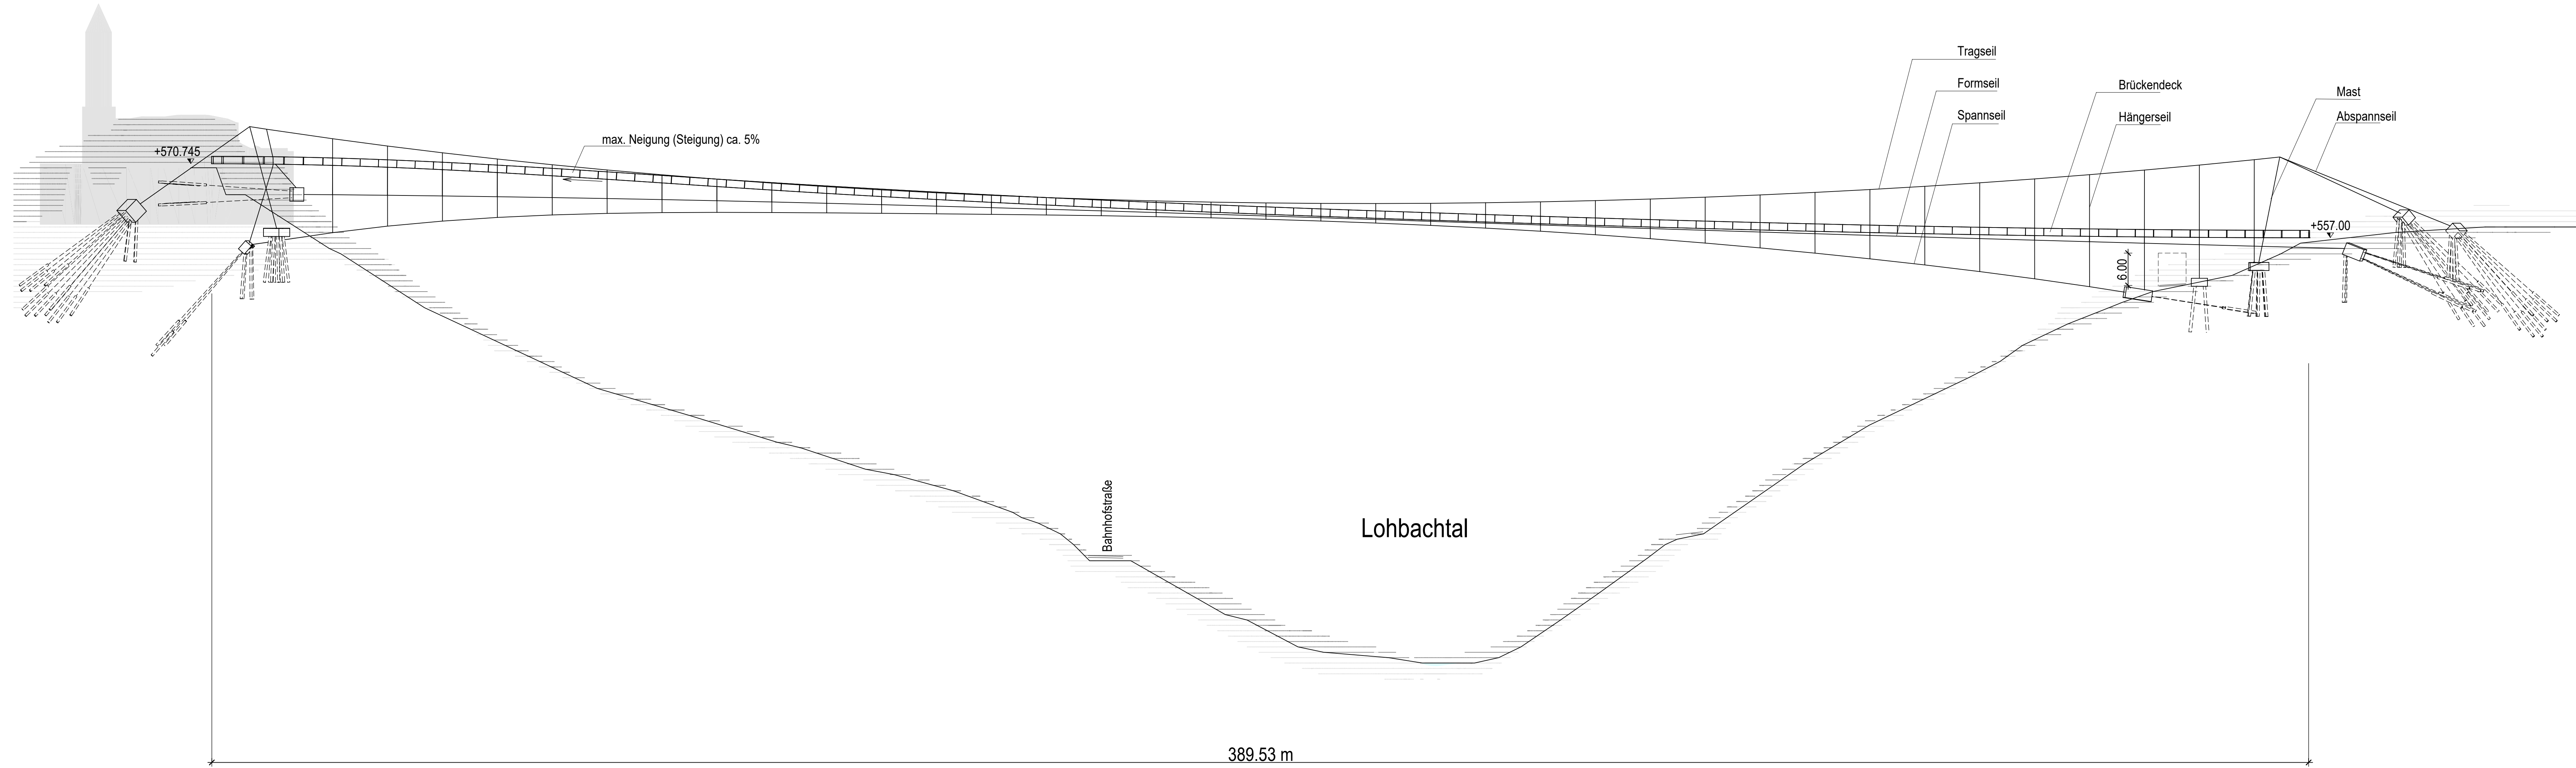 Tragseil
Formseil
Spannseil
Brückendeck
Hängerseil
Mast
Abspannseil
max. Neigung (Steigung) ca. 5%
+570.745
+557.00
6.00
Bahnhofstraße
Lohbachtal
389.53 m